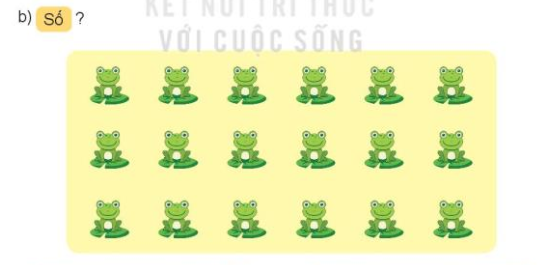 KẾT NỐI TRI THỨC
VỚI CUỘC SỐNG
b) Số ?